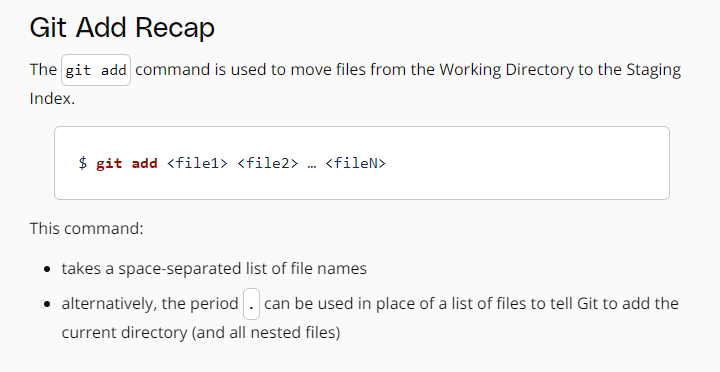 Git Add Recap
The git add command is used to move files from the Working Directory to the Staging
Index.
$ git add <file1> <file2> … <fileN>
This command:
• takes a space-separated list of file names
• alternatively, the period . can be used in place of a list of files to tell Git to add the
current directory (and all nested files)